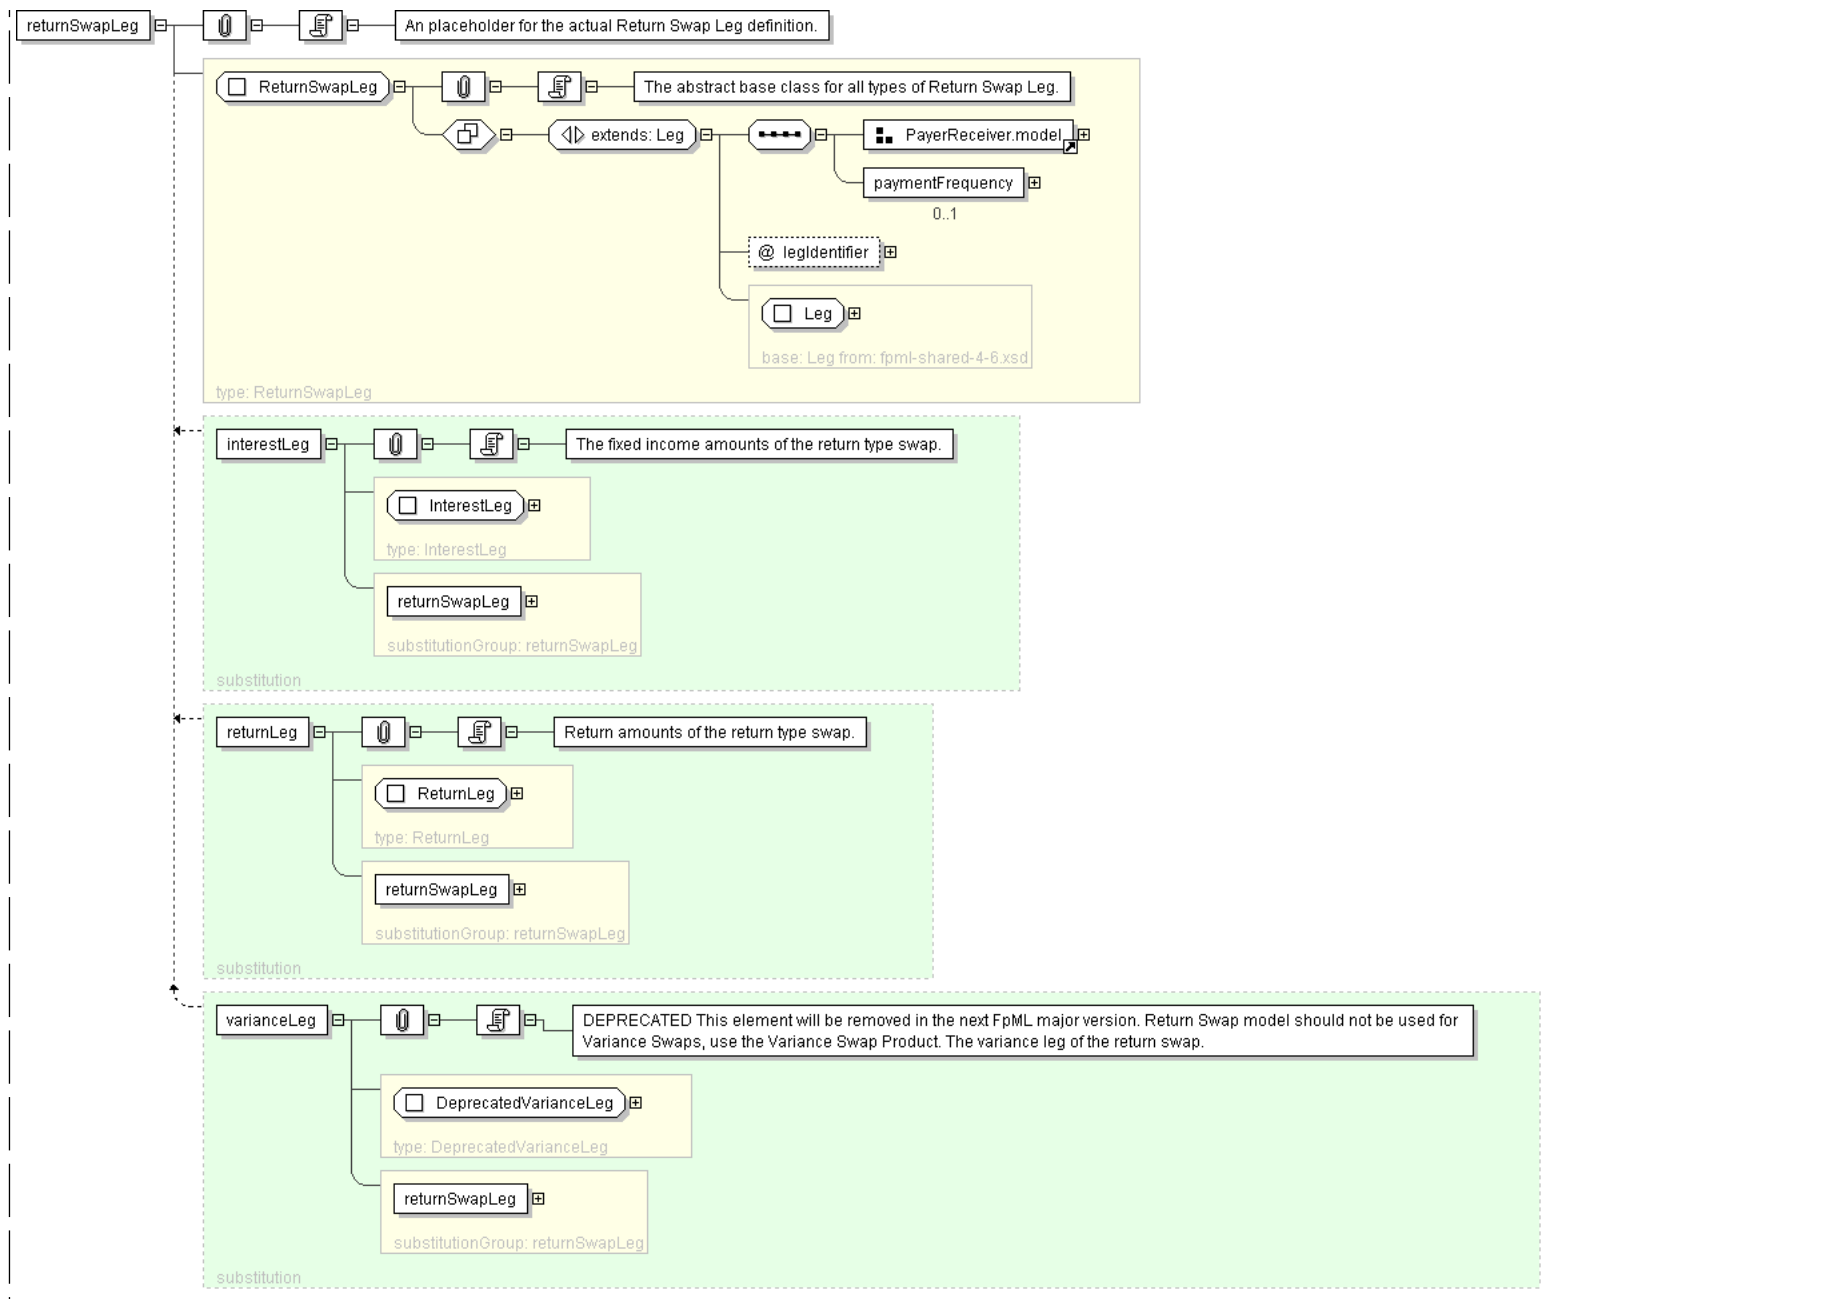 returnSwapLeg
An placeholder for the actual Return Swap Leg definition.
ReturnSwapLeg
The abstract base class for all types of Return Swap Leg.
extends: Leg
PayerReceiver.model
paymentFrequency
0..1
@ legIdentifier
Leg
base: Leg from: fpml-shared-4-6.xsd
type: ReturnSwapLeg
interestLeg
The fixed income amounts of the return type swap.
InterestLeg
type: InterestLeg
returnSwapLeg
substitutionGroup: returnSwapLeg
substitution
returnLeg
Return amounts of the return type swap.
ReturnLeg
type: ReturnLeg
returnSwapLeg
substitutionGroup: returnSwapLeg
substitution
varianceLeg
DEPRECATED This element will be removed in the next FpML major version. Return Swap model should not be used for
Variance Swaps, use the Variance Swap Product. The variance leg of the return swap.
DeprecatedVarianceLeg
type: DeprecatedVarianceLeg
returnSwapLeg
substitutionGroup: returnSwapLeg
substitution